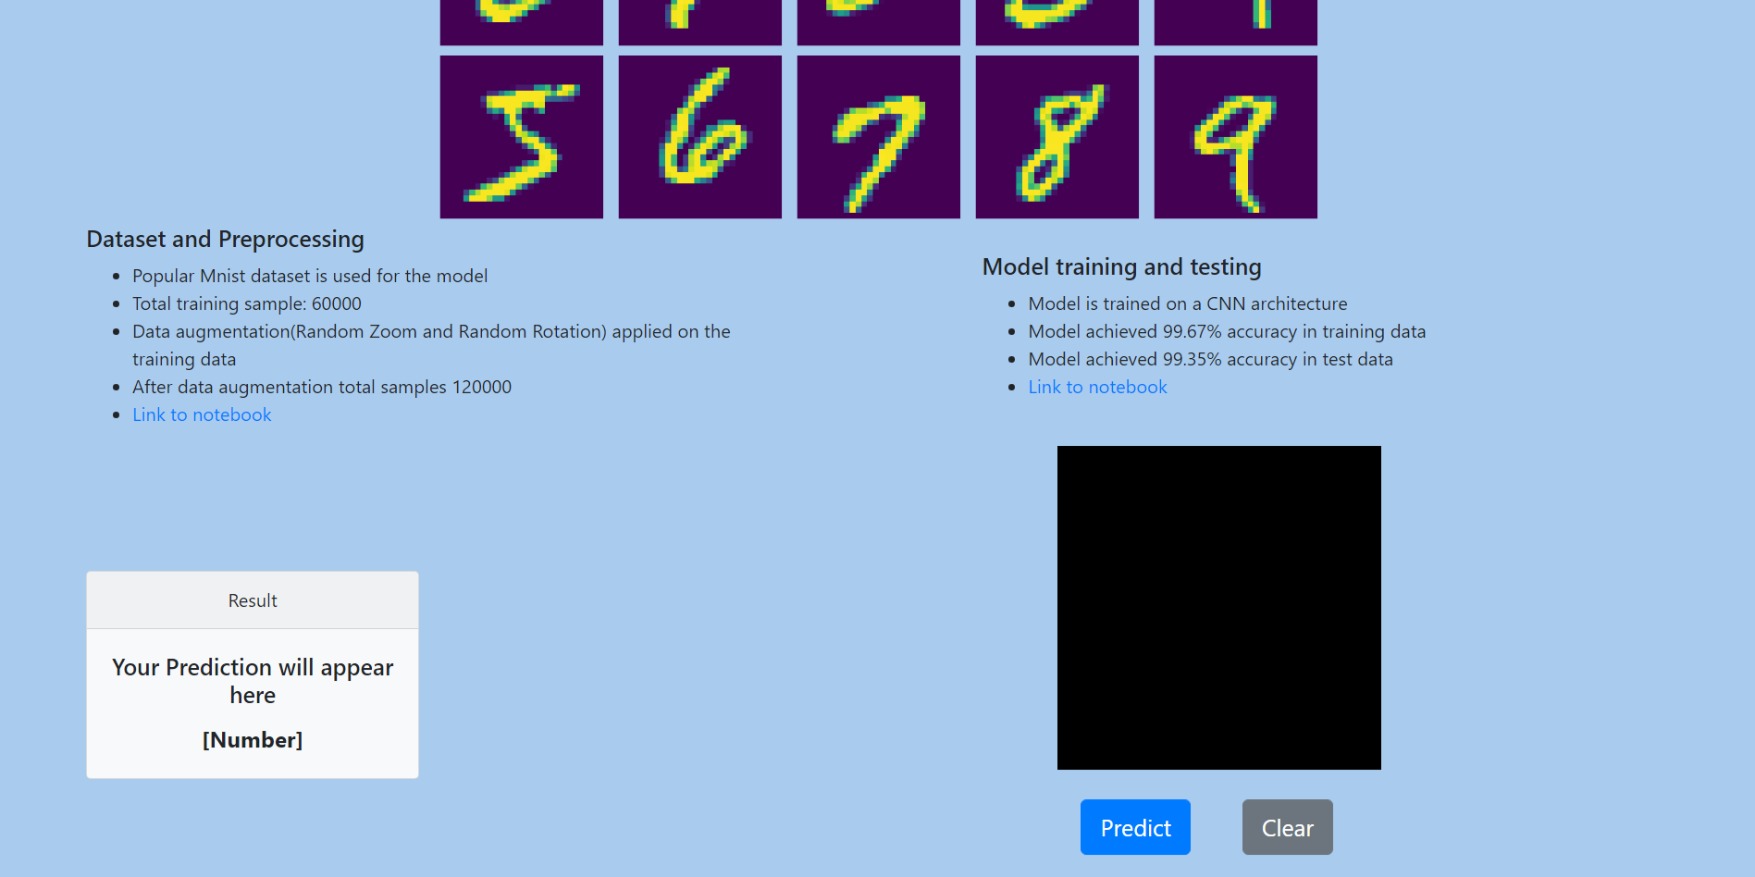 5 6 7 8 9
Dataset and Preprocessing
Popular Mnist dataset is used for the model
Total training sample: 60000
Data augmentation(Random Zoom and Random Rotation) applied on the
training data
After data augmentation total samples 120000
Link to notebook
Model training and testing
Model is trained on a CNN architecture
Model achieved 99.67% accuracy in training data
Model achieved 99.35% accuracy in test data
Link to notebook
Result
Your Prediction will appear
here
[Number]
Predict Clear